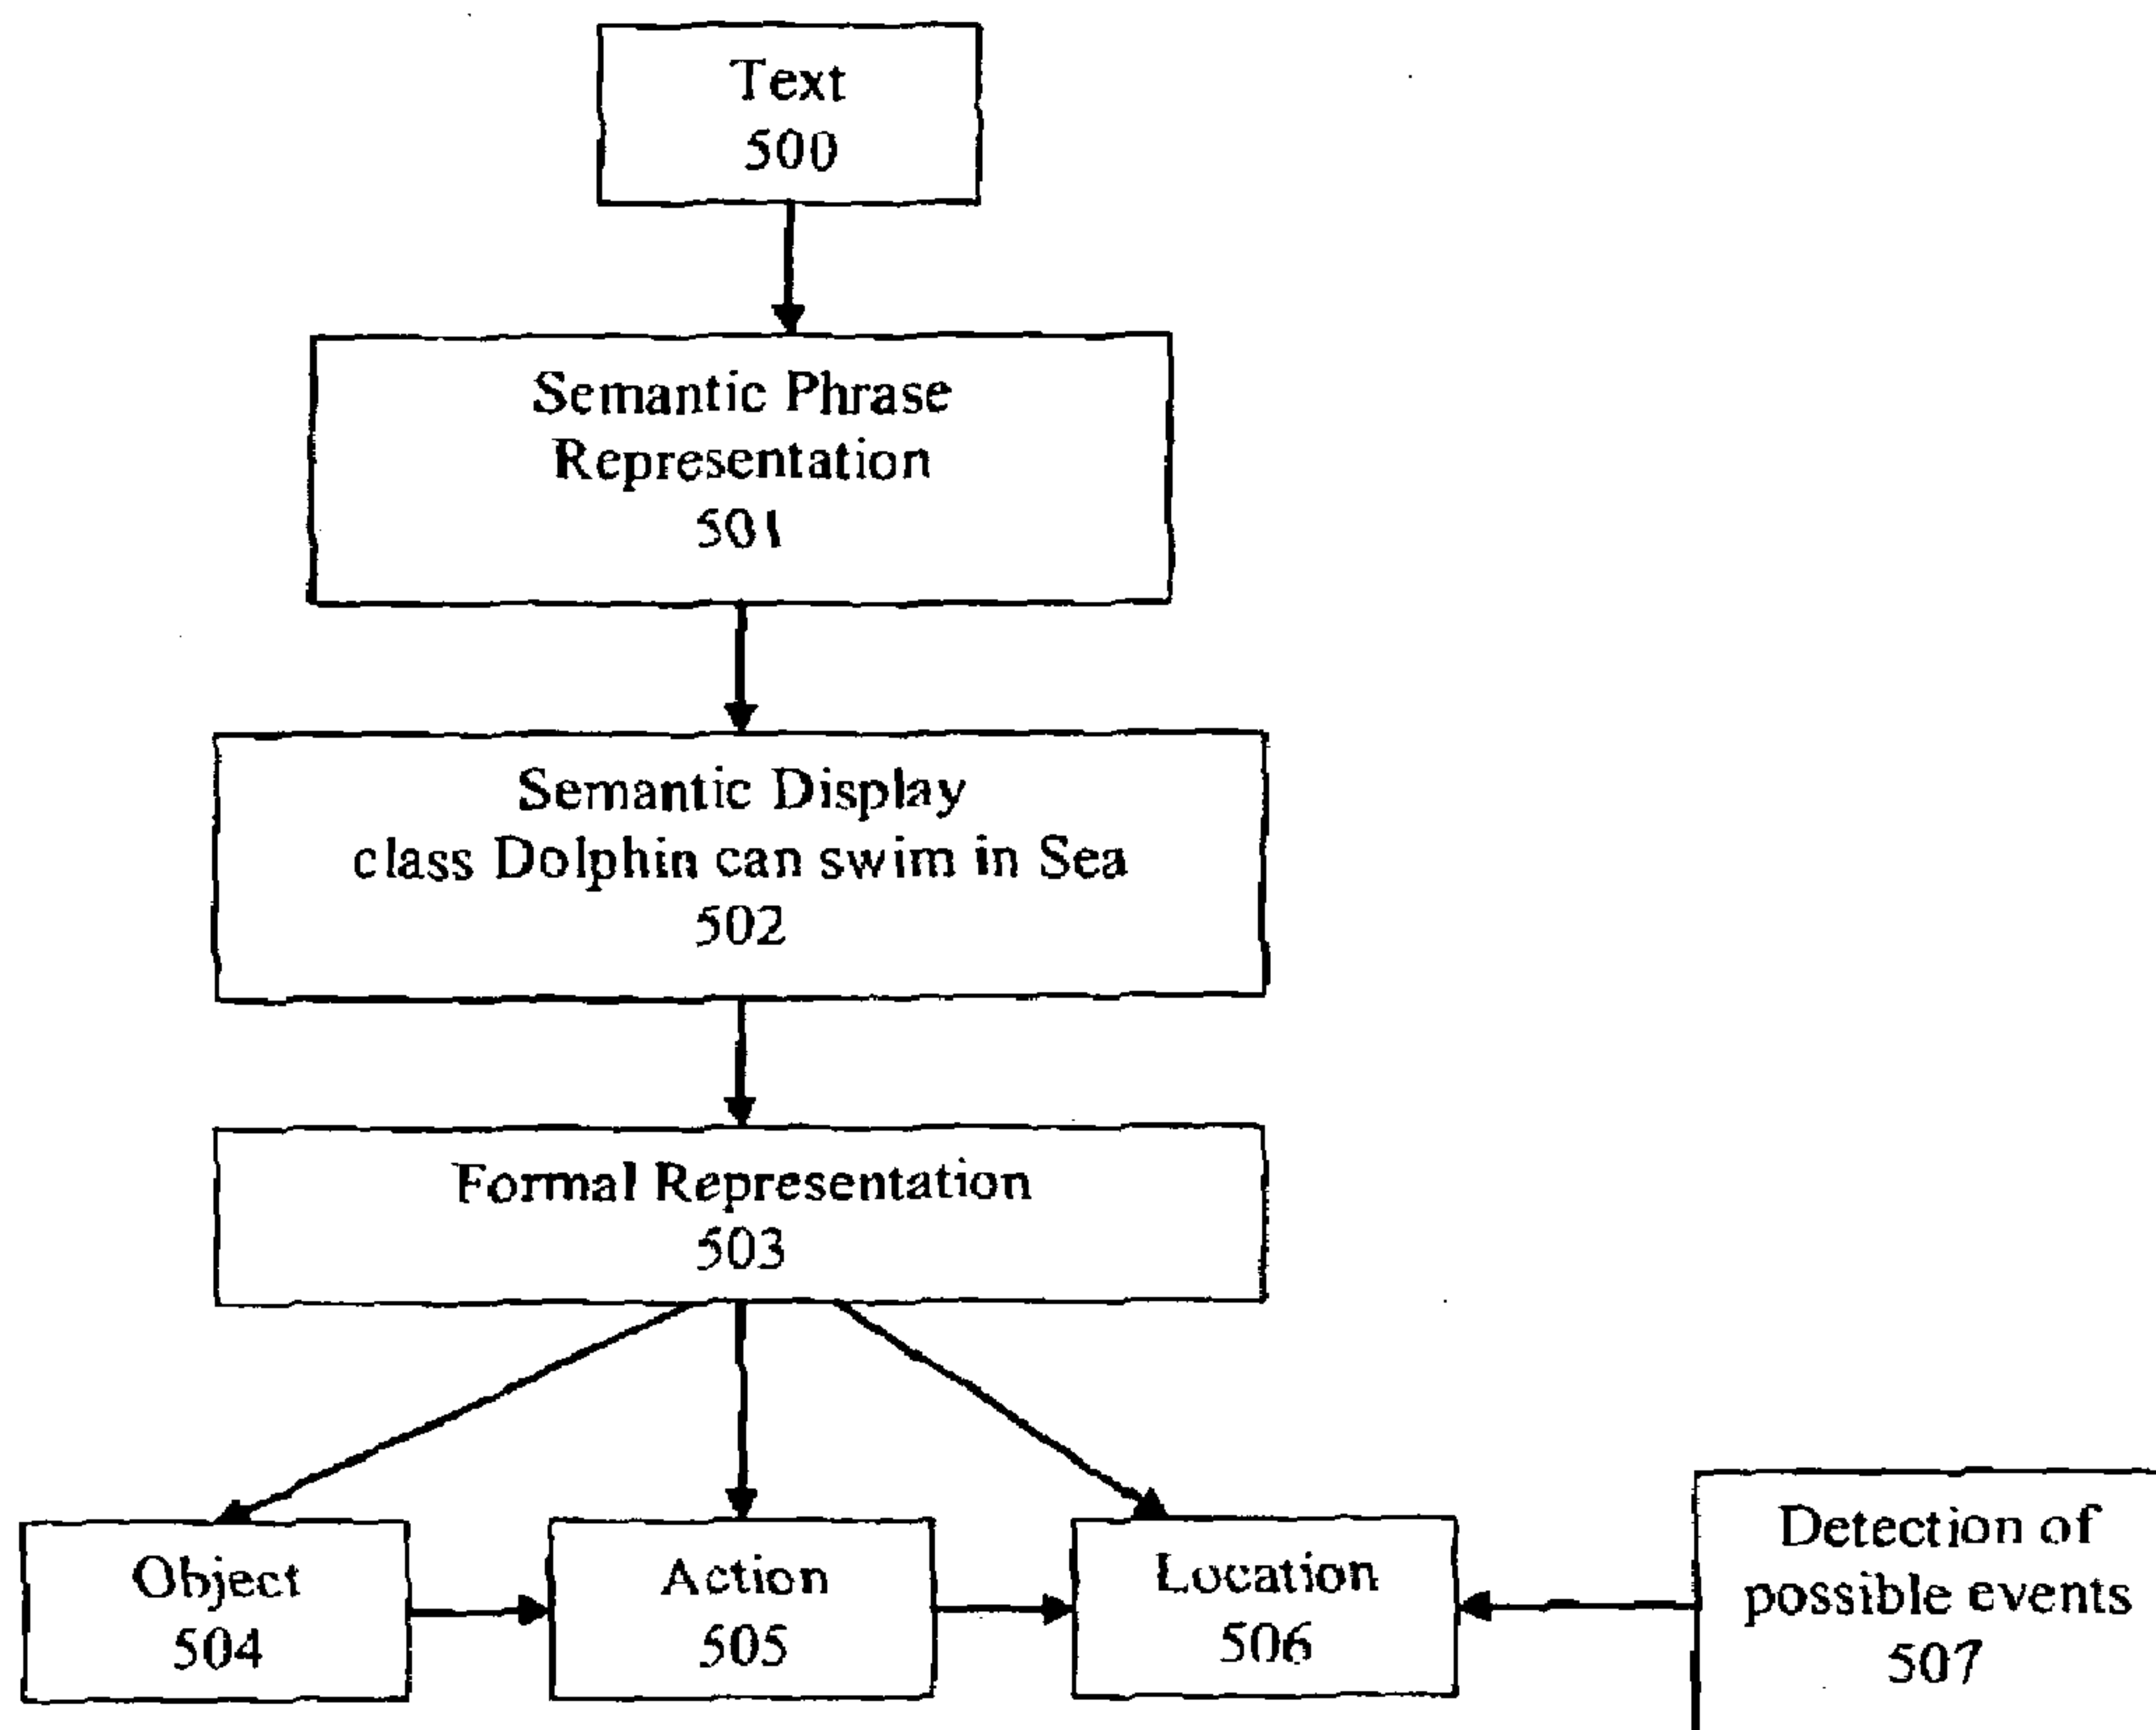 Text
500
Semantic Phrase
Representation
501
Semantic Display
class Dolphin can swim in Sea
502
Formal Representation
503
Object
504
Action
505
Location
506
Detection of
possible events
507